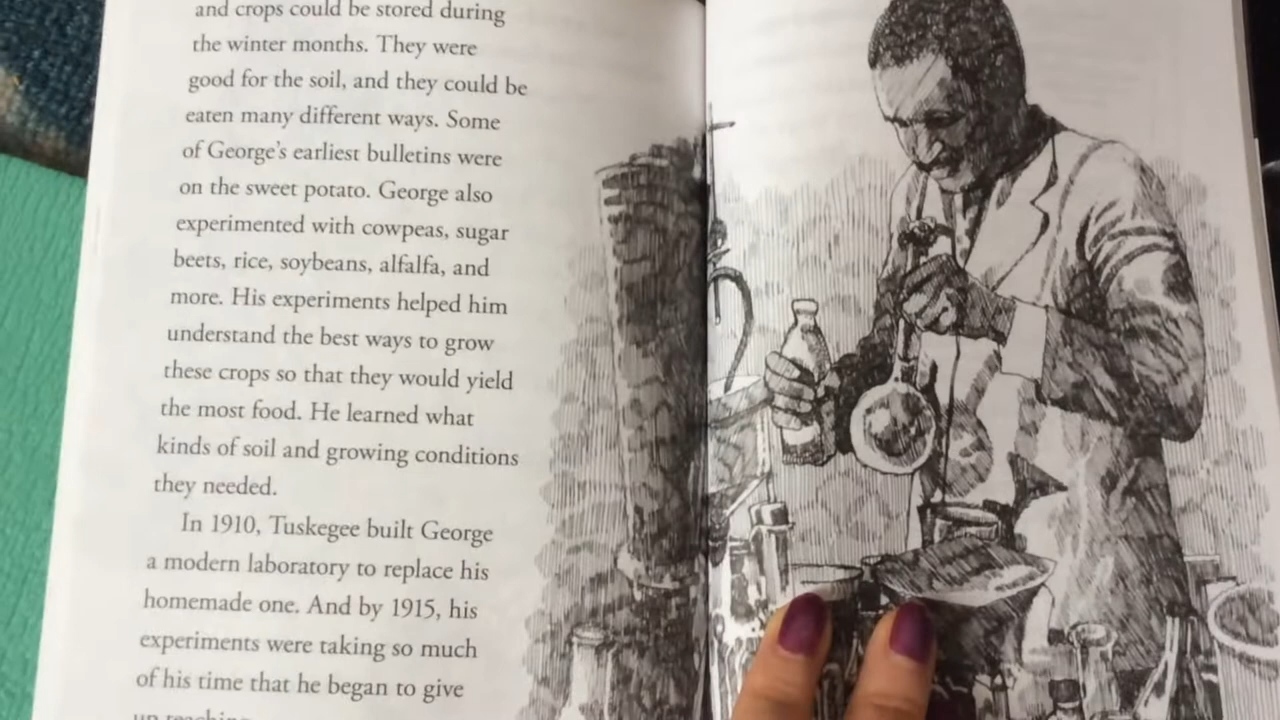 and crops could be stored during
the winter months. They were
good for the soil, and they could be
eaten many different ways. Some
of George's earliest bulletins were
on the sweet potato. George also
experimented with cowpeas, sugar
beets, rice, soybeans, alfalfa, and
more. His experiments helped him
understand the best ways to grow
these crops so that they would yield
the most food. He learned what
kinds of soil and growing conditions
they needed.
In 1910, Tuskegee built George
a modern laboratory to replace his
homemade one. And by 1915, his
experiments were taking so much
of his time that he began to give
up teaching